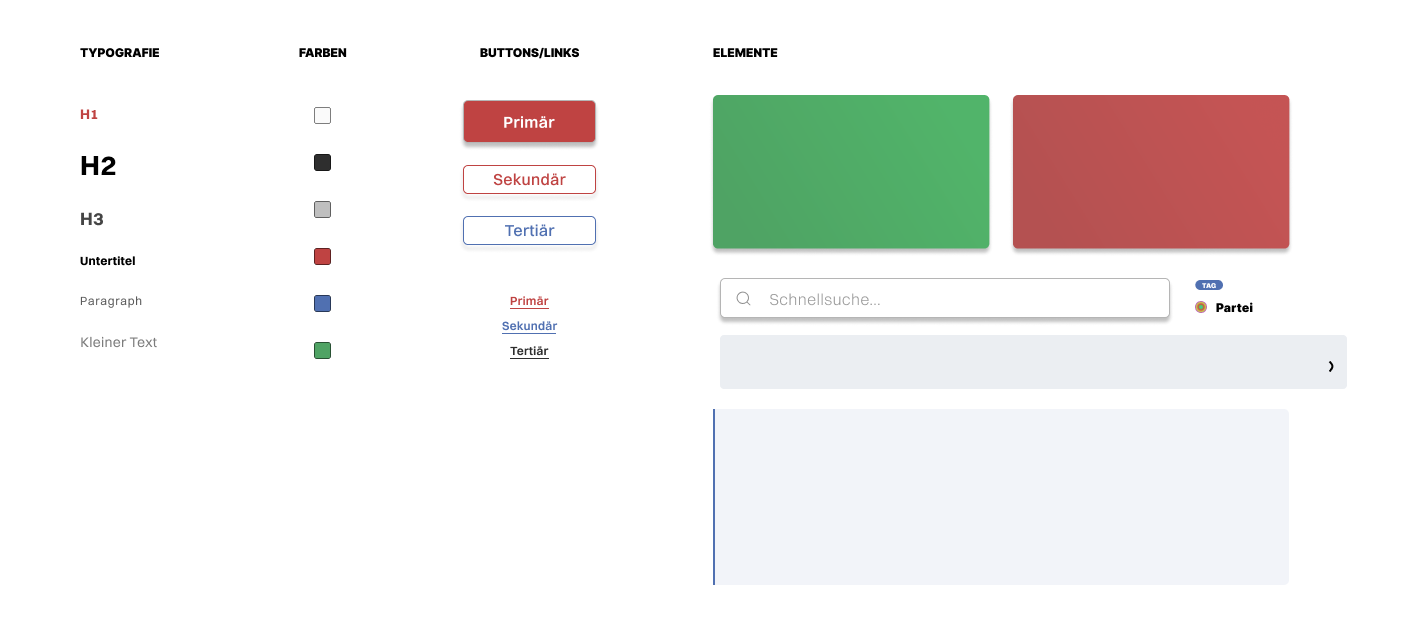 TYPOGRAFIE
H1
H2
H3
Untertitel
Paragraph
Kleiner Text
FARBEN
BUTTONS/LINKS
Primär
Sekundär
Tertiär
Primär
Sekundär
Tertiär
ELEMENTE
Schnellsuche...
TAG
Partei